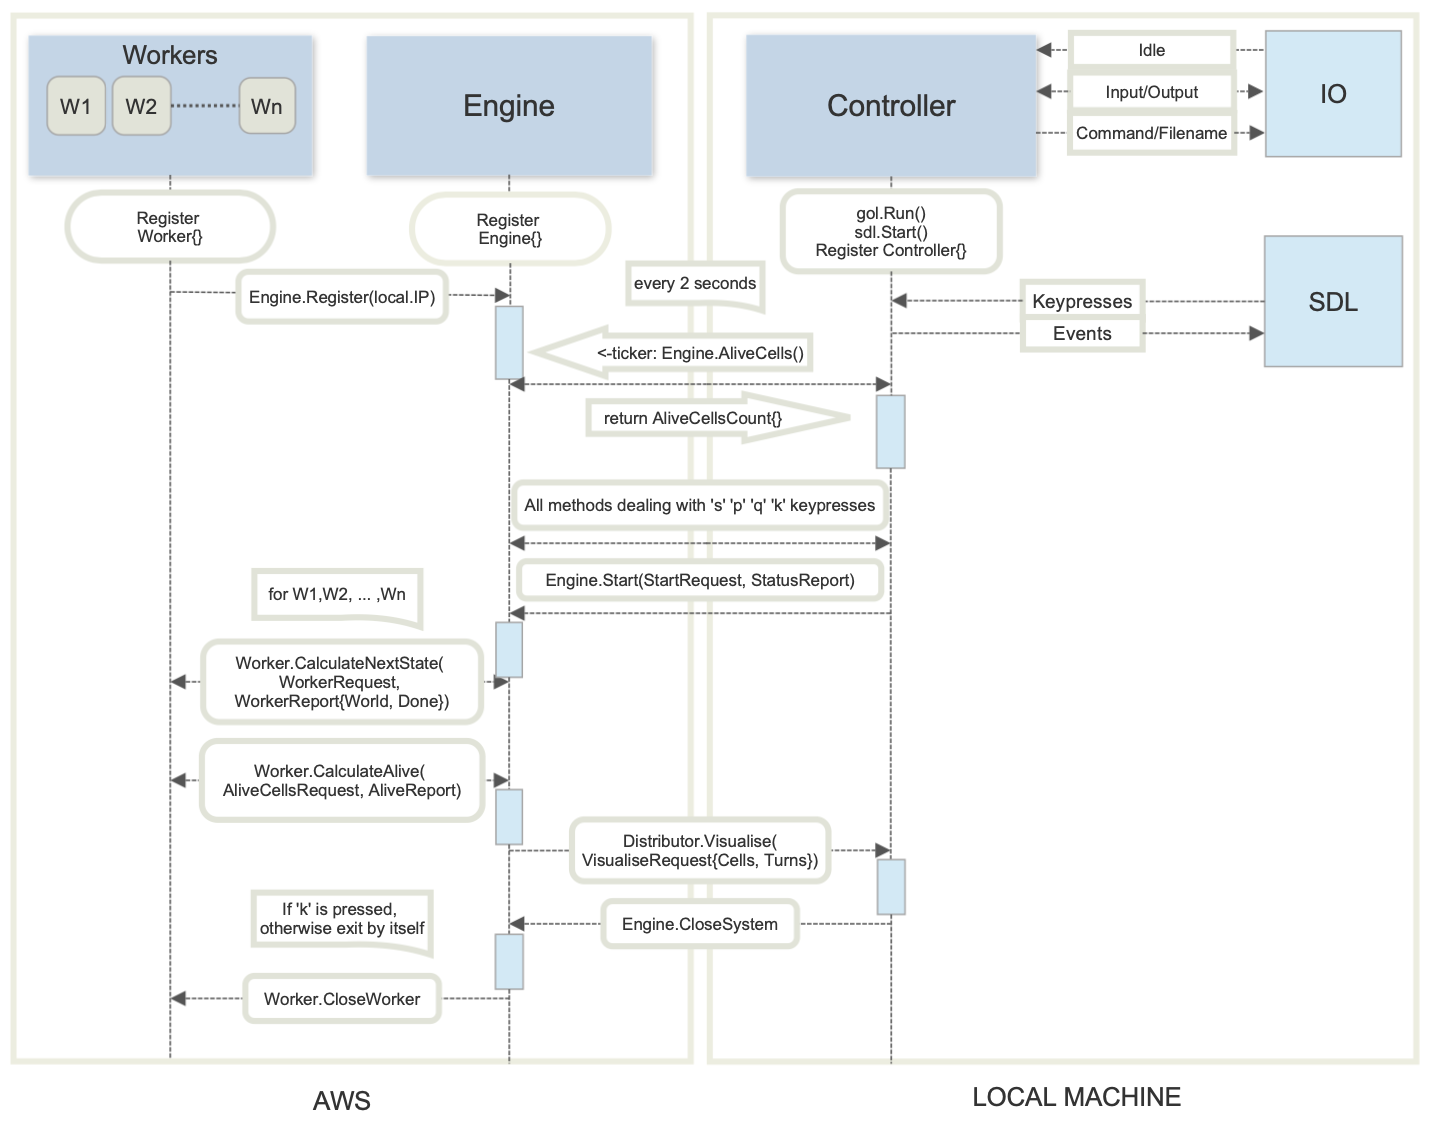 Workers
W1
W2
Wn
Engine
Controller
Idle
Input/Output
Command/Filename
IO
Register
Worker{}
Register
Engine{}
gol.Run()
sdl.Start()
Register Controller{}
Engine.Register(local.IP)
every 2 seconds
Keypresses
Events
SDL
<-ticker: Engine.AliveCells()
return AliveCellsCount{}
All methods dealing with 's' 'p' 'q' 'k' keypresses
Engine.Start(StartRequest, StatusReport)
for W1,W2, ... ,Wn
Worker.CalculateNextState(
WorkerRequest,
WorkerReport{World, Done})
Worker.CalculateAlive(
AliveCellsRequest, AliveReport)
Distributor.Visualise(
VisualiseRequest{Cells, Turns})
If 'k' is pressed,
otherwise exit by itself
Engine.CloseSystem
Worker.CloseWorker
AWS
LOCAL MACHINE